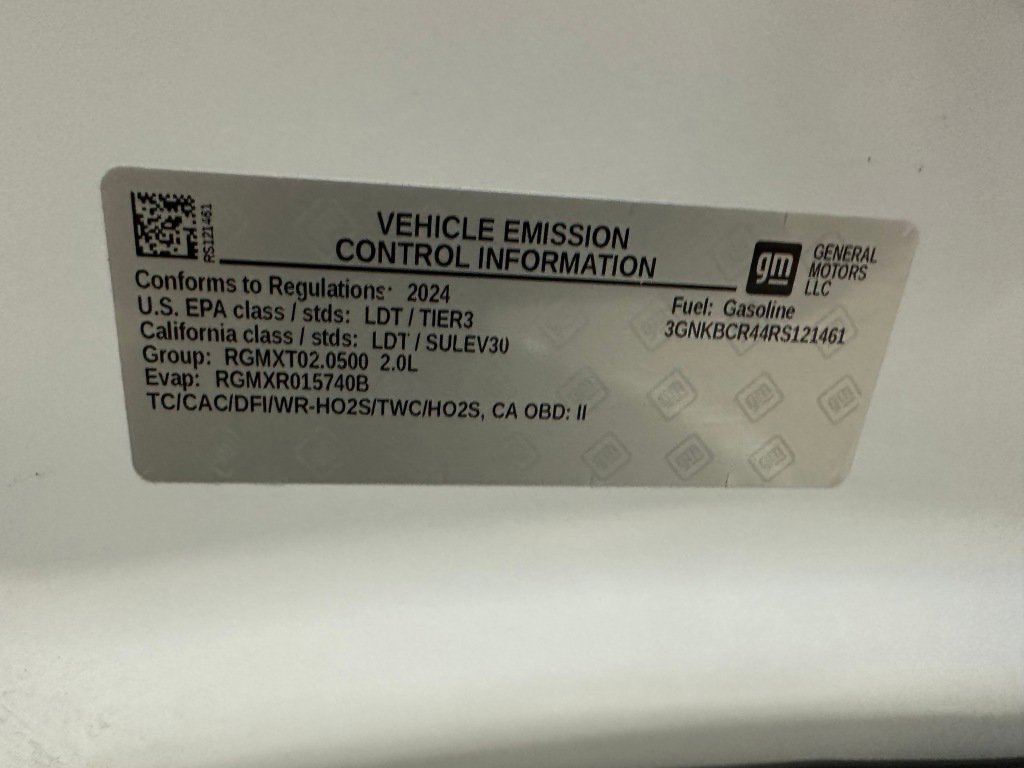 RS121461
VEHICLE EMISSION
CONTROL INFORMATION
gm
GENERAL
MOTORS
LLC
Conforms to Regulations: 2024
U.S. EPA class / stds: LDT / TIER3
California class / stds: LDT / SULEV30
Group: RGMXT02.0500 2.0L
Evap: RGMXR015740B
TC/CAC/DFI/WR-HO2S/TWC/HO2S, CA OBD: II
Fuel: Gasoline
3GNKBCR44RS121461